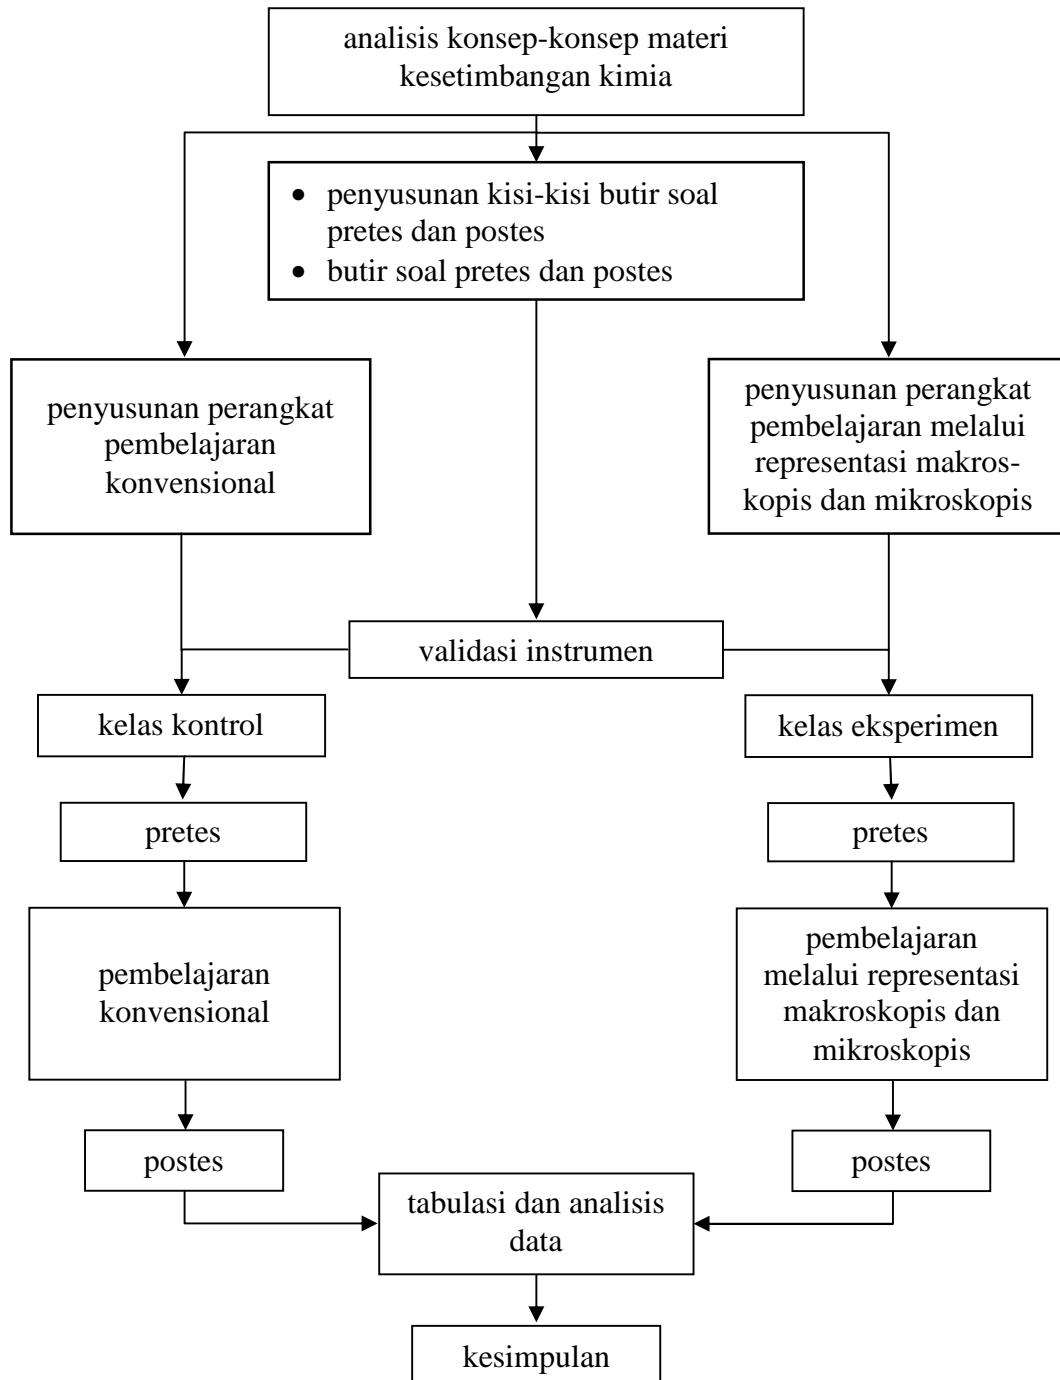 analisis konsep-konsep materi
kesetimbangan kimia
• penyusunan kisi-kisi butir soal
pretes dan postes
• butir soal pretes dan postes
penyusunan perangkat
pembelajaran
konvensional
penyusunan perangkat
pembelajaran melalui
representasi makros-
kopis dan mikroskopis
validasi instrumen
kelas kontrol
kelas eksperimen
pretes
pretes
pembelajaran
konvensional
pembelajaran
melalui representasi
makroskopis dan
mikroskopis
postes
postes
tabulasi dan analisis
data
kesimpulan